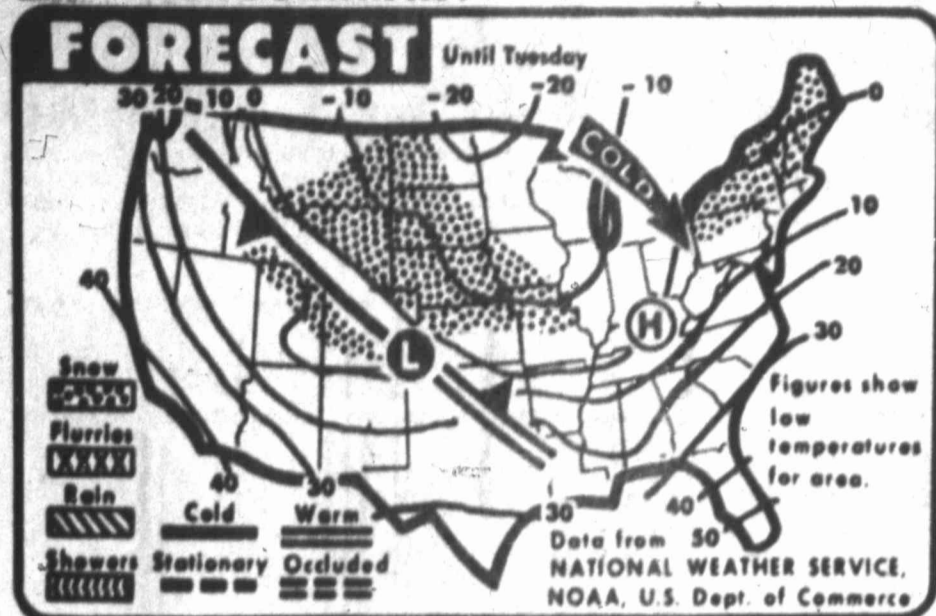 FORECAST
Until Tuesday
30 20 10 0 -10 -20 -20 -10 0
COLD
10
20
40
H
30
L
Snow
Figures show
low
temperatures
for area.
Flurries
Rain
40 30 30 40
Cold Warm
50
Data from
Showers Stationary Occluded
NATIONAL WEATHER SERVICE,
NOAA, U.S. Dept. of Commerce